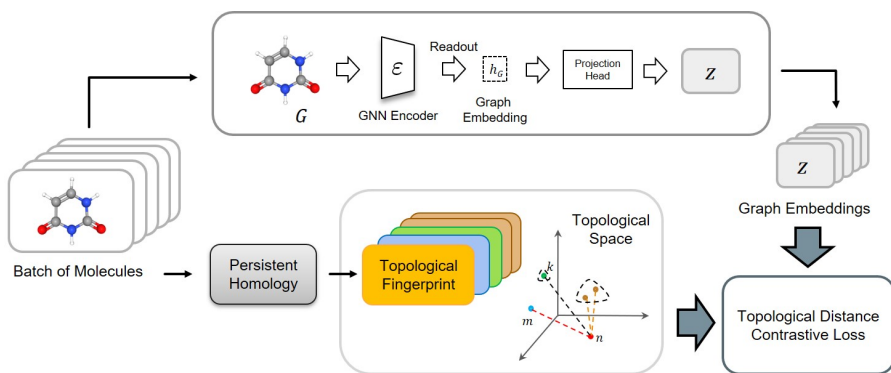 G
ε
GNN Encoder
Readout
h_G
Graph
Embedding
Projection
Head
Z
Z
Graph Embeddings
Batch of Molecules
Persistent
Homology
Topological
Fingerprint
Topological
Space
k
m
n
Topological Distance
Contrastive Loss